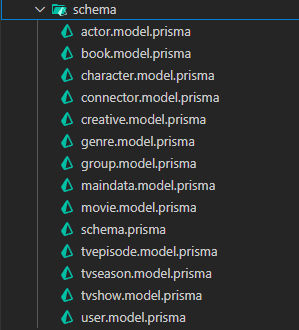 schema
actor.model.prisma
book.model.prisma
character.model.prisma
connector.model.prisma
creative.model.prisma
genre.model.prisma
group.model.prisma
maindata.model.prisma
movie.model.prisma
schema.prisma
tvepisode.model.prisma
tvseason.model.prisma
tvshow.model.prisma
user.model.prisma